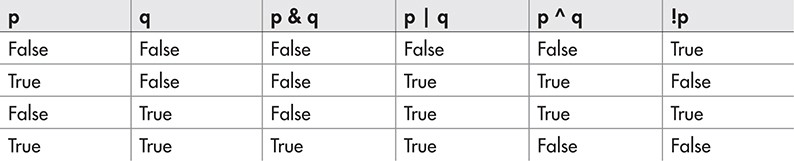 p q p & q p | q p ^ q !p
False False False False False True
True False False True True False
False True False True True True
True True True True False False